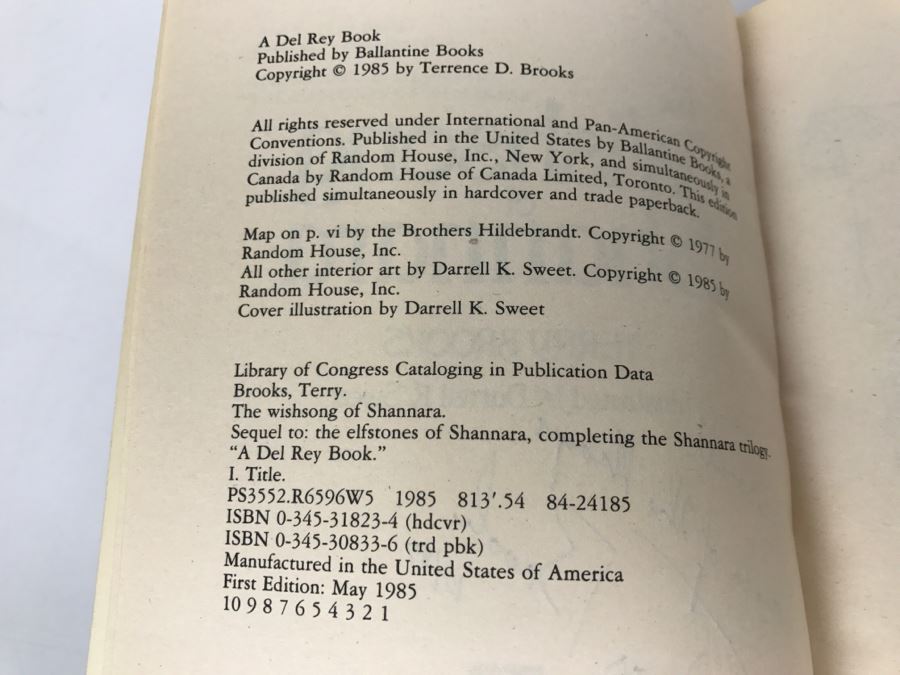 A Del Rey Book
Published by Ballantine Books
Copyright © 1985 by Terrence D. Brooks
All rights reserved under International and Pan-American Copyright
Conventions. Published in the United States by Ballantine Books, a
division of Random House, Inc., New York, and simultaneously in
Canada by Random House of Canada Limited, Toronto. This edition
published simultaneously in hardcover and trade paperback.
Map on p. vi by the Brothers Hildebrandt. Copyright © 1977 by
Random House, Inc.
All other interior art by Darrell K. Sweet. Copyright © 1985 by
Random House, Inc.
Cover illustration by Darrell K. Sweet
Library of Congress Cataloging in Publication Data
Brooks, Terry.
The wishsong of Shannara.
Sequel to: the elfstones of Shannara, completing the Shannara trilogy.
“A Del Rey Book.”
I. Title.
PS3552.R6596W5 1985 813′.54 84-24185
ISBN 0-345-31823-4 (hdcvr)
ISBN 0-345-30833-6 (trd pbk)
Manufactured in the United States of America
First Edition: May 1985
10 9 8 7 6 5 4 3 2 1